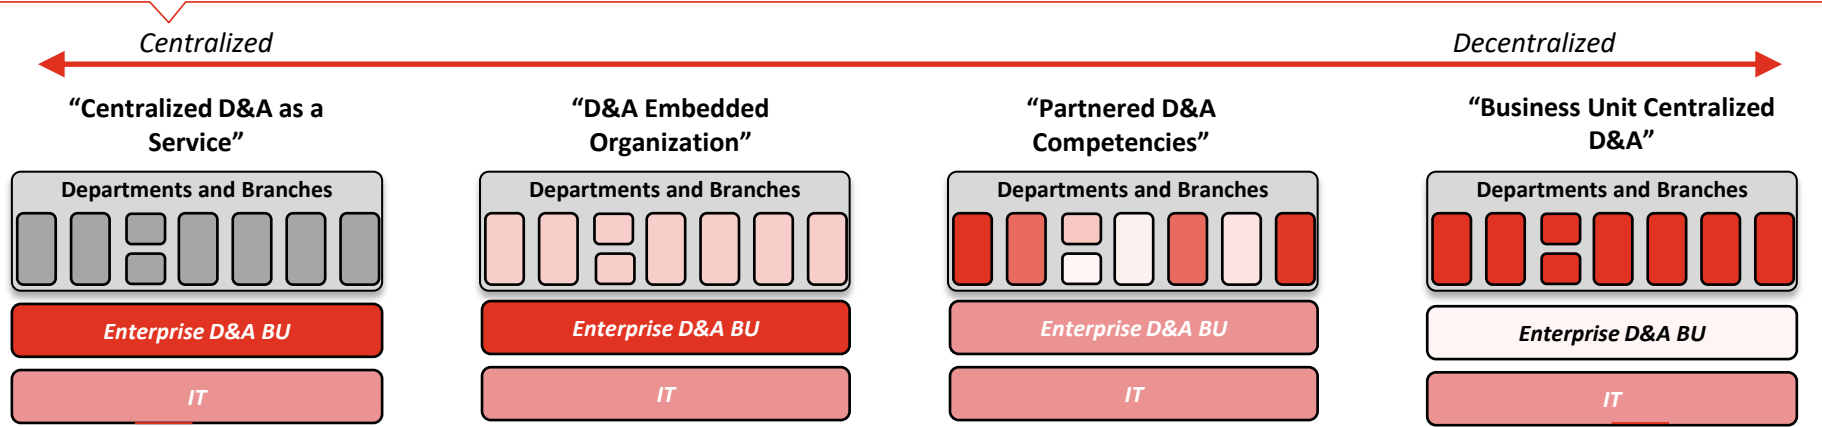 Centralized
Decentralized
“Centralized D&A as a
Service”
“D&A Embedded
Organization”
“Partnered D&A
Competencies”
“Business Unit Centralized
D&A”
Departments and Branches
Departments and Branches
Departments and Branches
Departments and Branches
Enterprise D&A BU
Enterprise D&A BU
Enterprise D&A BU
Enterprise D&A BU
IT
IT
IT
IT